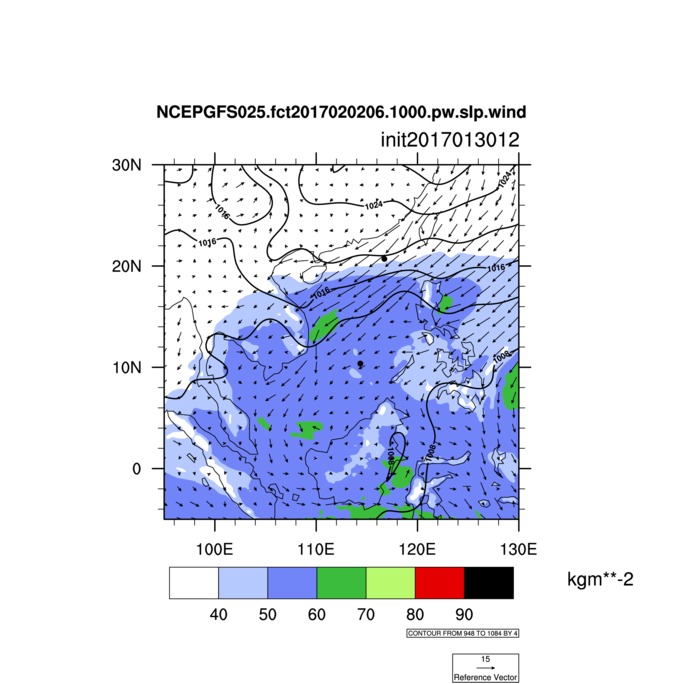 NCEPGFS025.fct2017020206.1000.pw.slp.wind
init2017013012
30N
20N
10N
0
1024
1016
1024
1016
1016
1016
1008
1008
1008
100E 110E 120E 130E
40 50 60 70 80 90
kgm**-2
CONTOUR FROM 948 TO 1084 BY 4
15
Reference Vector